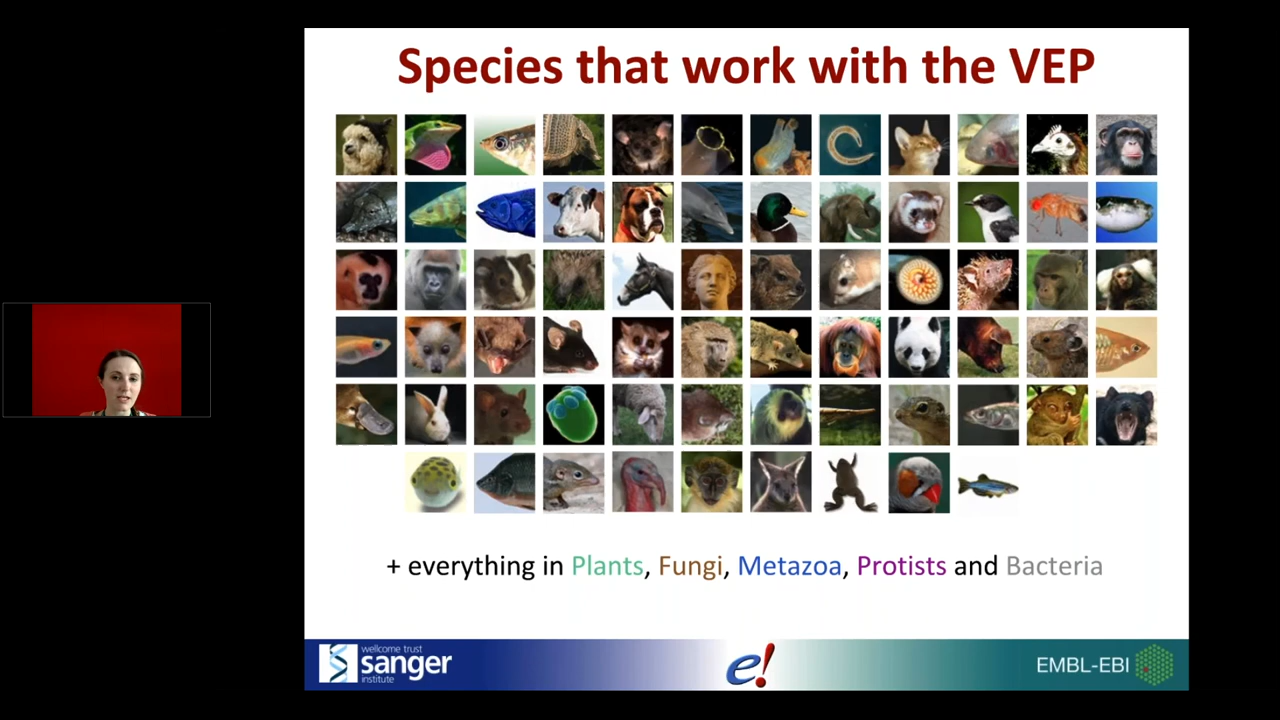 Species that work with the VEP
+ everything in Plants, Fungi, Metazoa, Protists and Bacteria
wellcome trust
sanger
institute
e!
EMBL-EBI